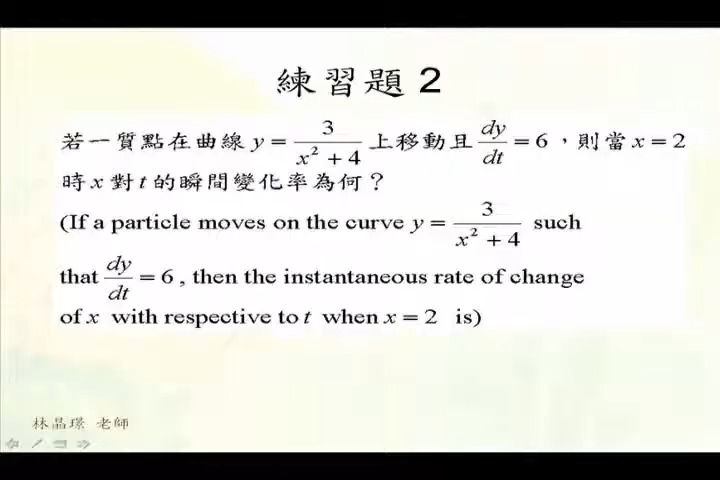 練習題 2
若一質點在曲線 y = 3/(x² + 4) 上移動且 dy/dt = 6，則當 x = 2
時 x 對 t 的瞬間變化率為何？
(If a particle moves on the curve y = 3/(x² + 4) such
that dy/dt = 6, then the instantaneous rate of change
of x with respective to t when x = 2 is)
林晶璟 老師